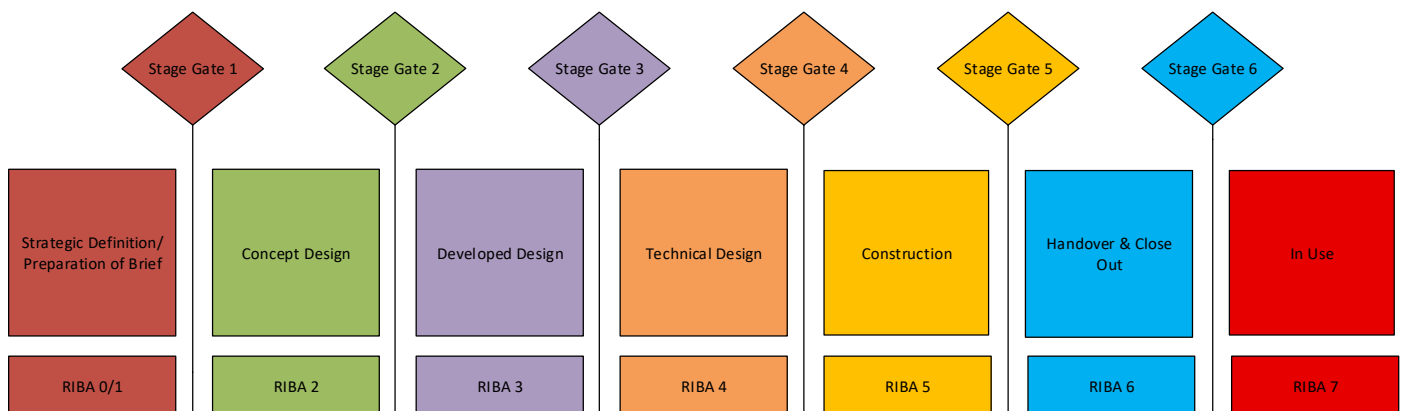 Stage Gate 1
Stage Gate 2
Stage Gate 3
Stage Gate 4
Stage Gate 5
Stage Gate 6
Strategic Definition/
Preparation of Brief
Concept Design
Developed Design
Technical Design
Construction
Handover & Close
Out
In Use
RIBA 0/1
RIBA 2
RIBA 3
RIBA 4
RIBA 5
RIBA 6
RIBA 7